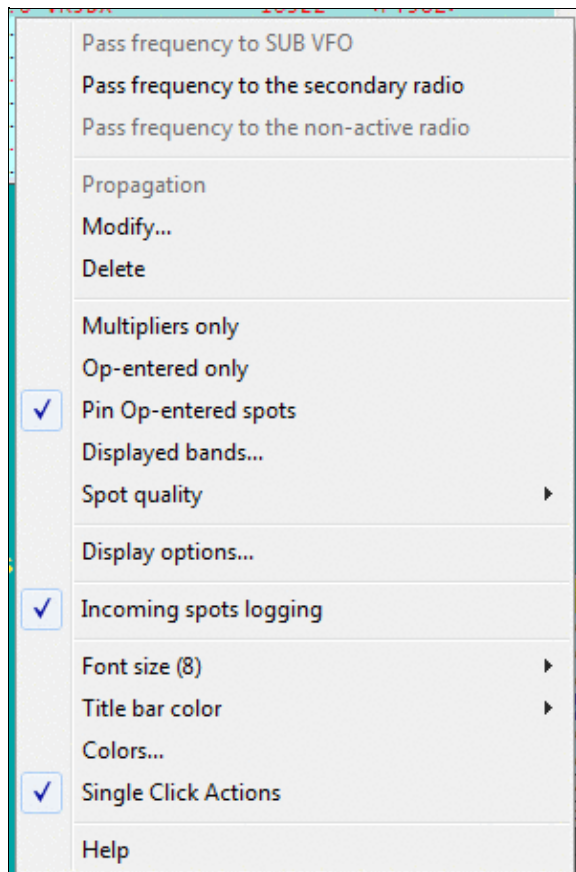 Pass frequency to SUB VFO
Pass frequency to the secondary radio
Pass frequency to the non-active radio
Propagation
Modify...
Delete
Multipliers only
Op-entered only
Pin Op-entered spots
Displayed bands...
Spot quality
Display options...
Incoming spots logging
Font size (8)
Title bar color
Colors...
Single Click Actions
Help